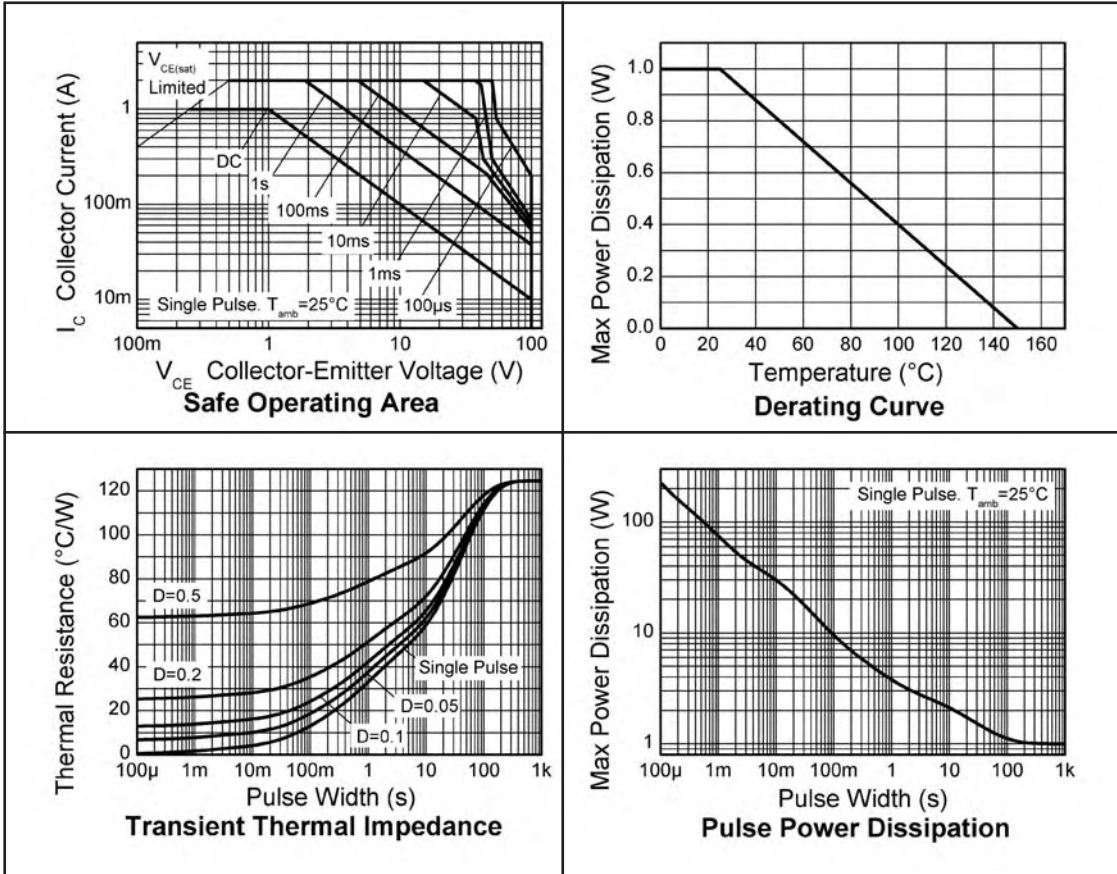 V_CE(sat)
Limited
I_C Collector Current (A)
1
100m
10m
DC
1s
100ms
10ms
1ms
100µs
Single Pulse. T_amb=25°C
100m 1 10 100
V_CE Collector-Emitter Voltage (V)
Safe Operating Area
Max Power Dissipation (W)
1.0
0.8
0.6
0.4
0.2
0.0
0 20 40 60 80 100 120 140 160
Temperature (°C)
Derating Curve
Thermal Resistance (°C/W)
120
100
80
60
40
20
0
D=0.5
D=0.2
Single Pulse
D=0.05
D=0.1
100µ 1m 10m 100m 1 10 100 1k
Pulse Width (s)
Transient Thermal Impedance
Max Power Dissipation (W)
Single Pulse. T_amb=25°C
100
10
1
100µ 1m 10m 100m 1 10 100 1k
Pulse Width (s)
Pulse Power Dissipation